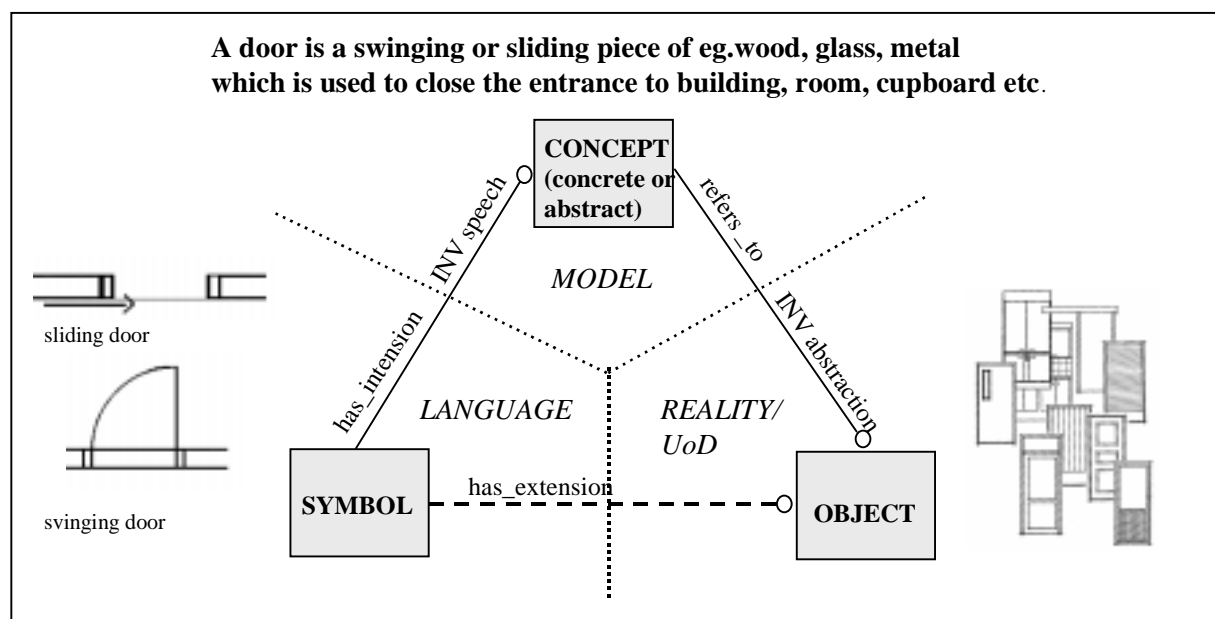 A door is a swinging or sliding piece of eg.wood, glass, metal
which is used to close the entrance to building, room, cupboard etc.
CONCEPT
(concrete or
abstract)
INV speech
has_intension
refers_to
INV abstraction
MODEL
sliding door
LANGUAGE
REALITY/
UoD
SYMBOL
has_extension
OBJECT
svinging door